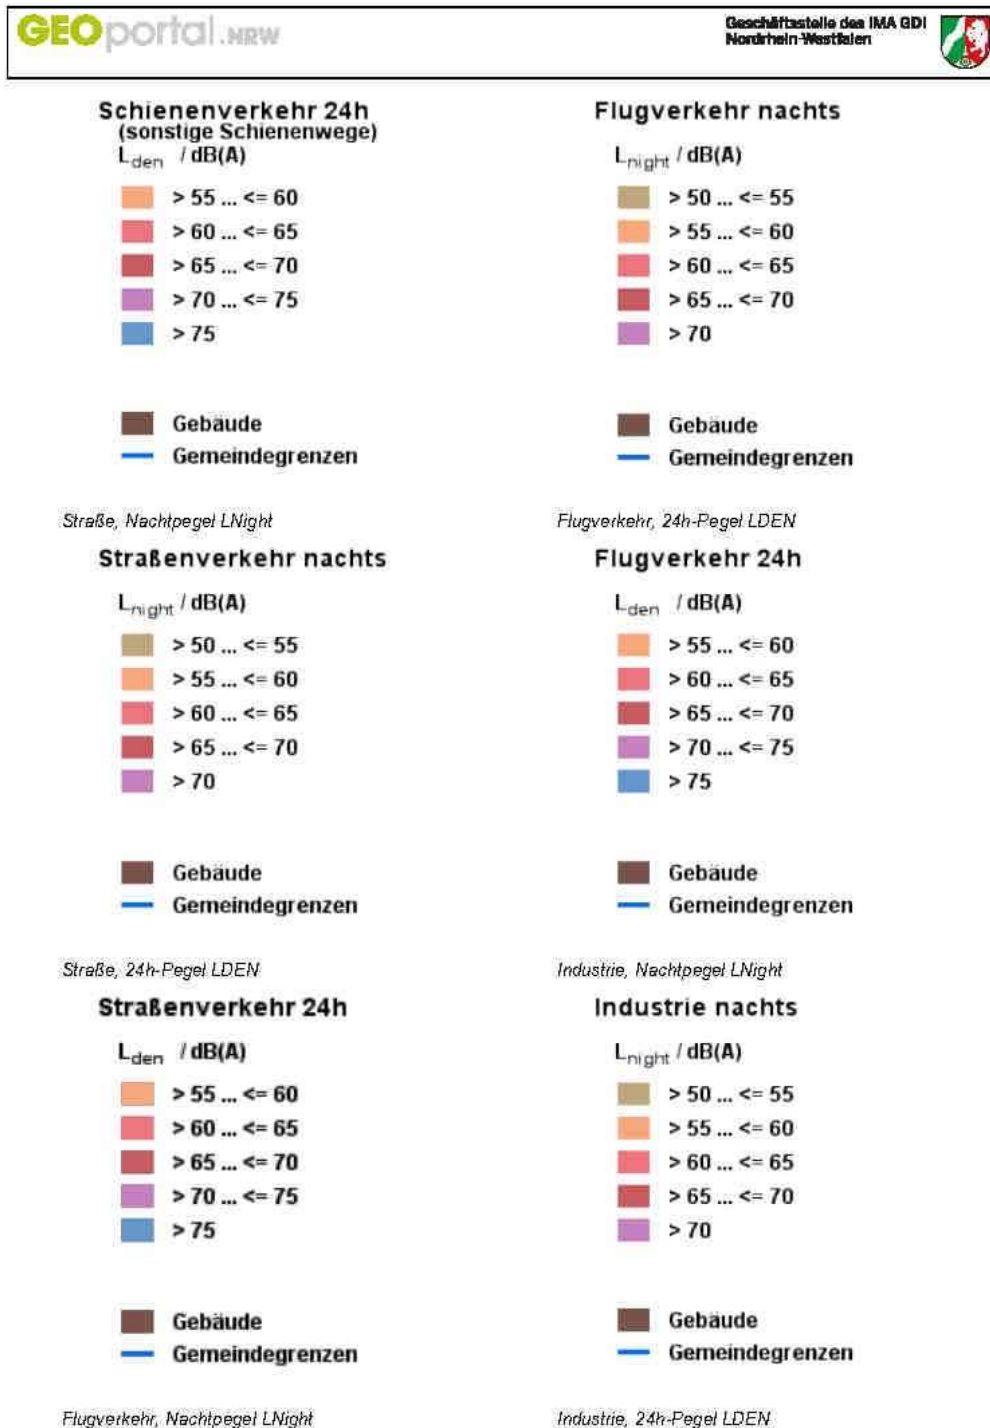 GEOportal.NRW
Geschäftsstelle des IMA GDI
Nordrhein-Westfalen
Schienenverkehr 24h
(sonstige Schienenwege)
Lden / dB(A)
> 55 ... <= 60
> 60 ... <= 65
> 65 ... <= 70
> 70 ... <= 75
> 75
Gebäude
Gemeindegrenzen
Straße, Nachtpegel LNight
Straßenverkehr nachts
Lnight / dB(A)
> 50 ... <= 55
> 55 ... <= 60
> 60 ... <= 65
> 65 ... <= 70
> 70
Gebäude
Gemeindegrenzen
Straße, 24h-Pegel LDEN
Straßenverkehr 24h
Lden / dB(A)
> 55 ... <= 60
> 60 ... <= 65
> 65 ... <= 70
> 70 ... <= 75
> 75
Gebäude
Gemeindegrenzen
Flugverkehr, Nachtpegel LNight
Flugverkehr nachts
Lnight / dB(A)
> 50 ... <= 55
> 55 ... <= 60
> 60 ... <= 65
> 65 ... <= 70
> 70
Gebäude
Gemeindegrenzen
Flugverkehr, 24h-Pegel LDEN
Flugverkehr 24h
Lden / dB(A)
> 55 ... <= 60
> 60 ... <= 65
> 65 ... <= 70
> 70 ... <= 75
> 75
Gebäude
Gemeindegrenzen
Industrie, Nachtpegel LNight
Industrie nachts
Lnight / dB(A)
> 50 ... <= 55
> 55 ... <= 60
> 60 ... <= 65
> 65 ... <= 70
> 70
Gebäude
Gemeindegrenzen
Industrie, 24h-Pegel LDEN